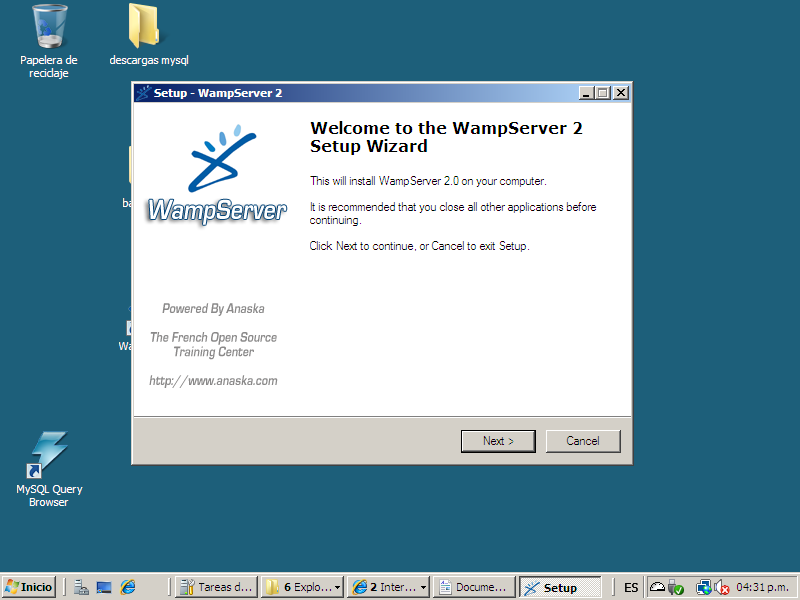 Papelera de
reciclaje
descargas mysql
Setup - WampServer 2
Welcome to the WampServer 2
Setup Wizard
This will install WampServer 2.0 on your computer.
It is recommended that you close all other applications before
continuing.
Click Next to continue, or Cancel to exit Setup.
WampServer
Powered By Anaska
The French Open Source
Training Center
http://www.anaska.com
Next >
Cancel
ba
Wa
MySQL Query
Browser
Inicio
Tareas d...
6 Explo...
2 Inter...
Docume...
Setup
ES
04:31 p.m.